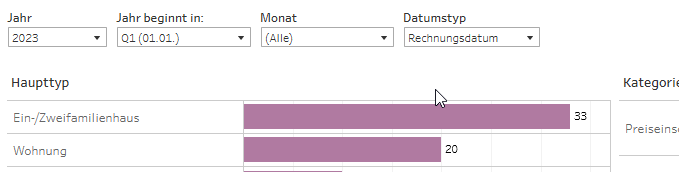 Jahr Jahr beginnt in: Monat Datumstyp
2023 Q1 (01.01.) (Alle) Rechnungsdatum
Haupttyp Kategorie
Ein-/Zweifamilienhaus 33
Preiseins
Wohnung 20